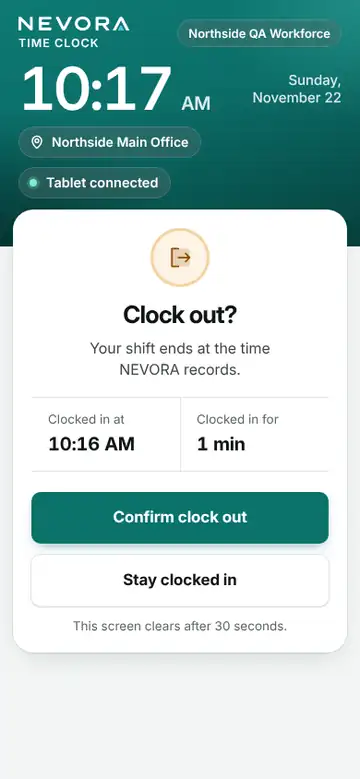 NEVORA
TIME CLOCK
Northside QA Workforce
10:17 AM
Sunday,
November 22
Northside Main Office
Tablet connected
Clock out?
Your shift ends at the time
NEVORA records.
Clocked in at
10:16 AM
Clocked in for
1 min
Confirm clock out
Stay clocked in
This screen clears after 30 seconds.